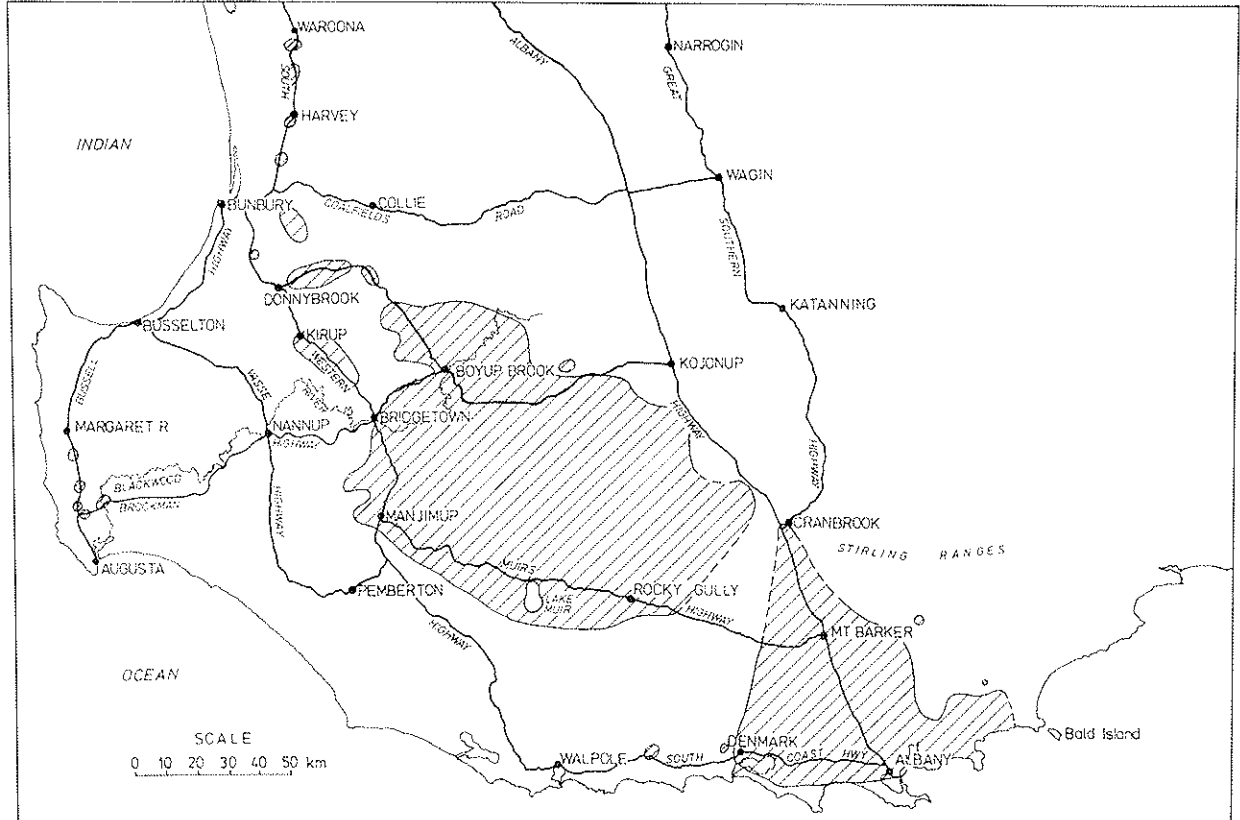 WAROONA
ALBANY
NARROGIN
SOUTH
GREAT
HARVEY
INDIAN
WAGIN
BUNBURY
COLLIE
COALFIELDS
ROAD
HIGHWAY
SOUTHERN
DONNYBROOK
KATANNING
BUSSELTON
KIRUP
WESTERN
KOJONUP
BOYUP BROOK
BUSSELL
VASSE
RIVER
HIGHWAY
BRIDGETOWN
MARGARET R
NANNUP
HIGHWAY
HIGHWAY
BLACKWOOD
BROCKMAN
HIGHWAY
MANJIMUP
CRANBROOK
STIRLING RANGES
AUGUSTA
MUIRS
PEMBERTON
LAKE
MUIR
ROCKY GULLY
HIGHWAY
HIGHWAY
MT BARKER
OCEAN
SCALE
0 10 20 30 40 50 km
WALPOLE
SOUTH
DENMARK
COAST HWY
ALBANY
Bald Island